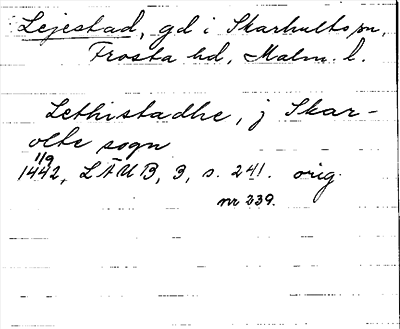 Lejestad, gd i Skarhults sn,
Frosta hd, Malm. l.
Lethistadhe, j Skar-
olte sogn
11/9
1442, LÄUB, 3, s. 241. orig.
nr 339.